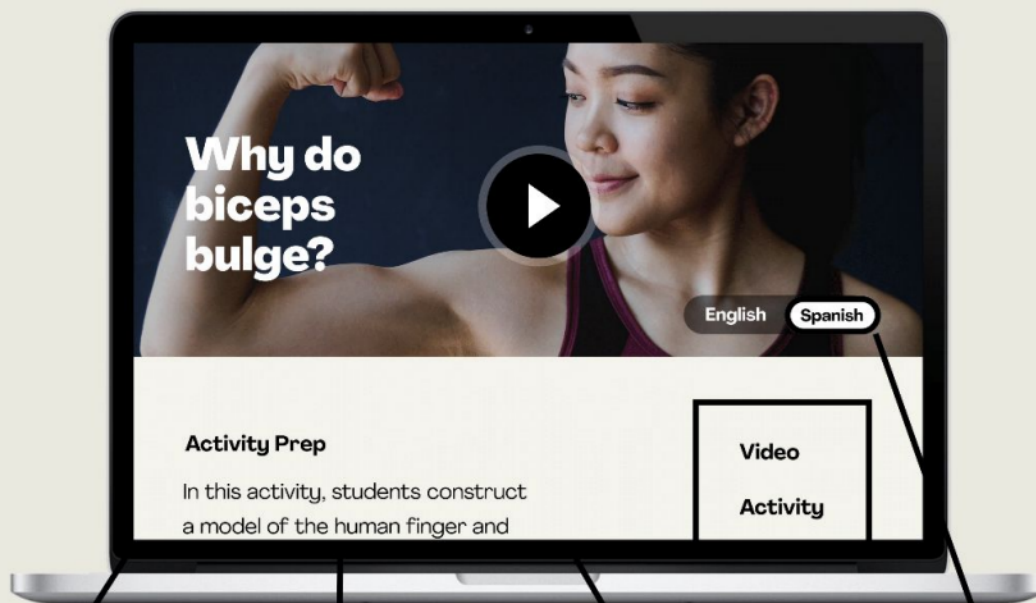 Why do
biceps
bulge?
English
Spanish
Activity Prep
In this activity, students construct
a model of the human finger and
Video
Activity